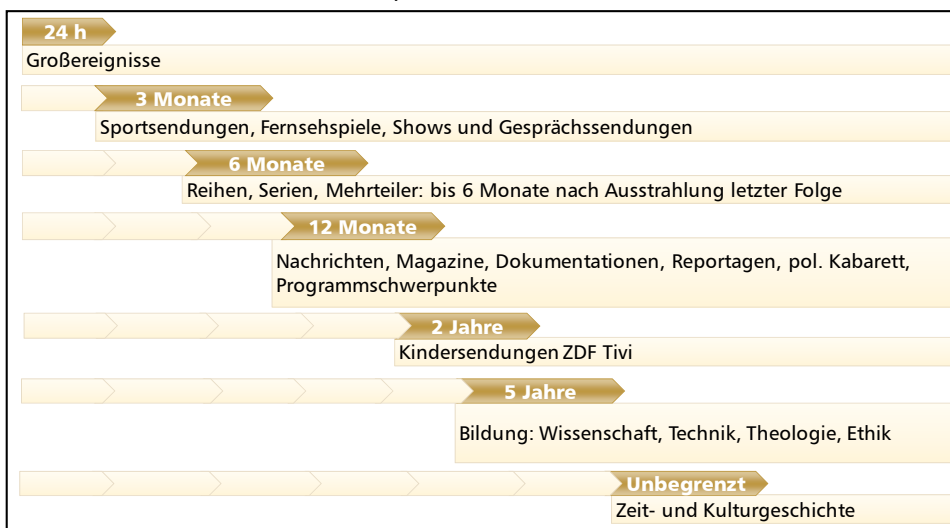 24 h
Großereignisse
3 Monate
Sportsendungen, Fernsehspiele, Shows und Gesprächssendungen
6 Monate
Reihen, Serien, Mehrteiler: bis 6 Monate nach Ausstrahlung letzter Folge
12 Monate
Nachrichten, Magazine, Dokumentationen, Reportagen, pol. Kabarett,
Programmschwerpunkte
2 Jahre
Kindersendungen ZDF Tivi
5 Jahre
Bildung: Wissenschaft, Technik, Theologie, Ethik
Unbegrenzt
Zeit- und Kulturgeschichte